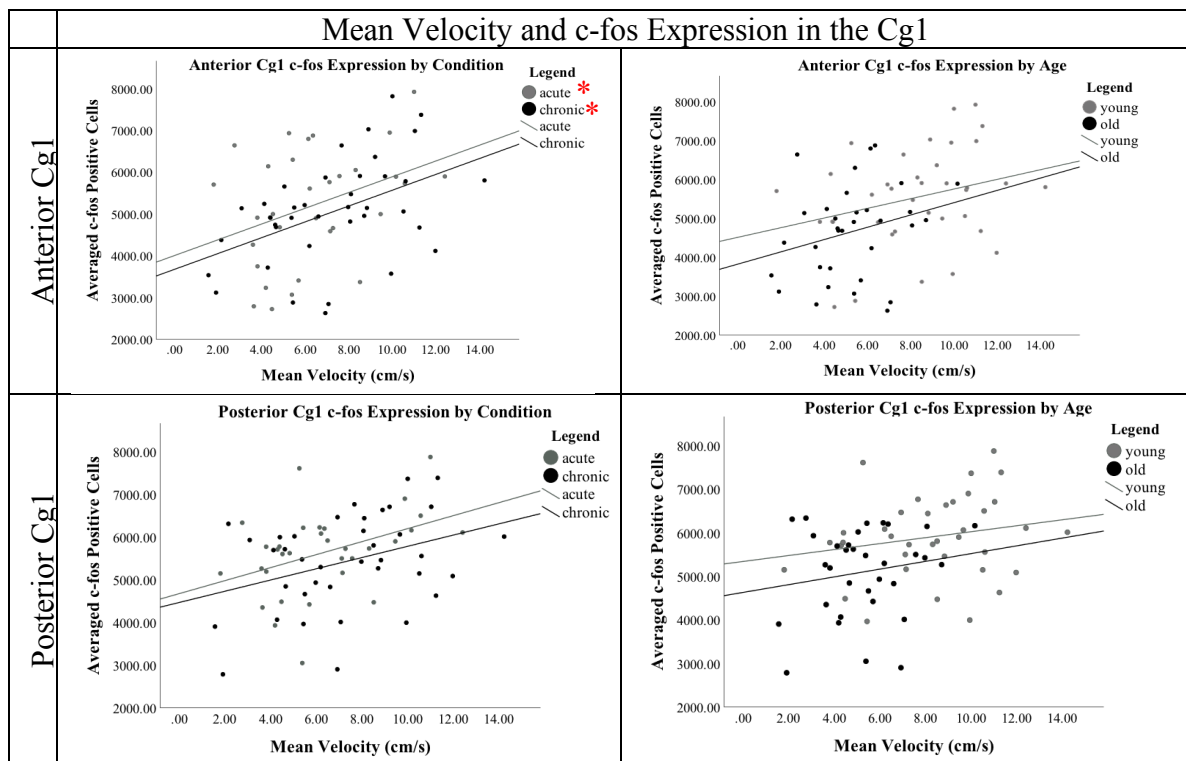 Mean Velocity and c-fos Expression in the Cg1
Anterior Cg1
Anterior Cg1 c-fos Expression by Condition
Legend
acute *
chronic *
acute
chronic
Averaged c-fos Positive Cells
8000.00
7000.00
6000.00
5000.00
4000.00
3000.00
2000.00
.00 2.00 4.00 6.00 8.00 10.00 12.00 14.00
Mean Velocity (cm/s)
Anterior Cg1 c-fos Expression by Age
Legend
young
old
young
old
Averaged c-fos Positive Cells
8000.00
7000.00
6000.00
5000.00
4000.00
3000.00
2000.00
.00 2.00 4.00 6.00 8.00 10.00 12.00 14.00
Mean Velocity (cm/s)
Posterior Cg1
Posterior Cg1 c-fos Expression by Condition
Legend
acute
chronic
acute
chronic
Averaged c-fos Positive Cells
8000.00
7000.00
6000.00
5000.00
4000.00
3000.00
2000.00
.00 2.00 4.00 6.00 8.00 10.00 12.00 14.00
Mean Velocity (cm/s)
Posterior Cg1 c-fos Expression by Age
Legend
young
old
young
old
Averaged c-fos Positive Cells
8000.00
7000.00
6000.00
5000.00
4000.00
3000.00
2000.00
.00 2.00 4.00 6.00 8.00 10.00 12.00 14.00
Mean Velocity (cm/s)